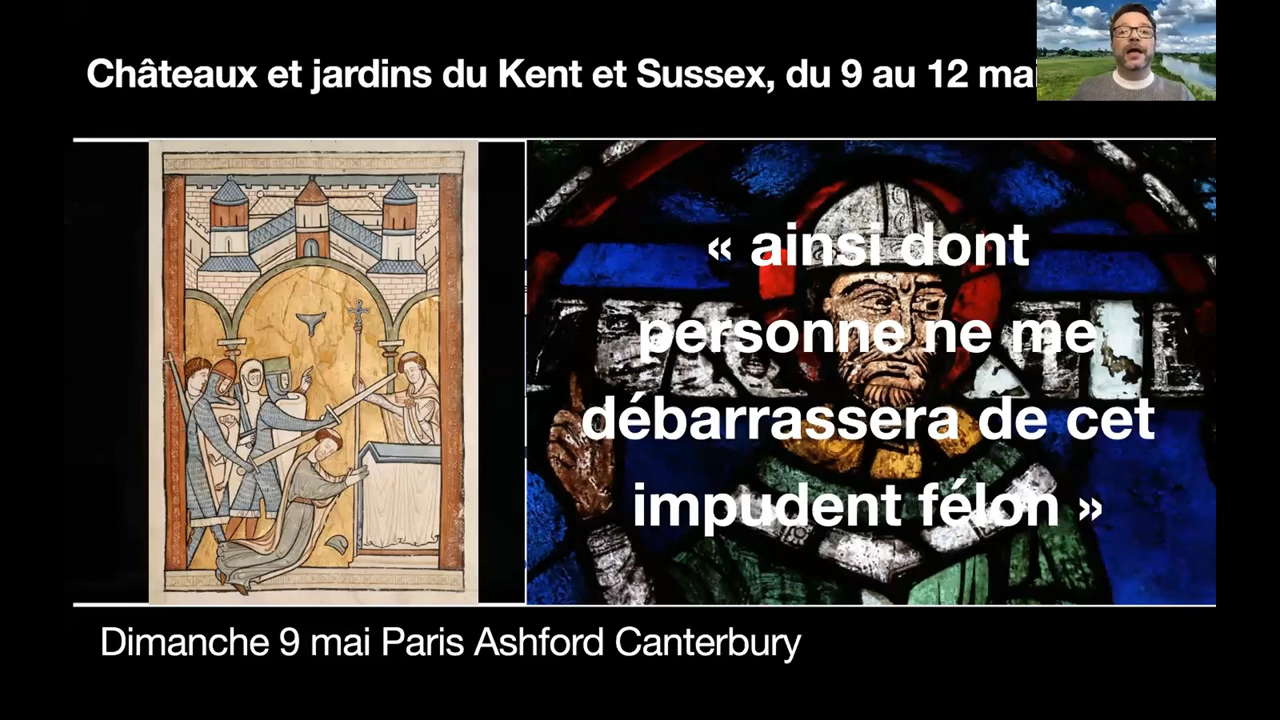 Châteaux et jardins du Kent et Sussex, du 9 au 12 mai
« ainsi dont
personne ne me
débarrassera de cet
impudent félon »
Dimanche 9 mai Paris Ashford Canterbury